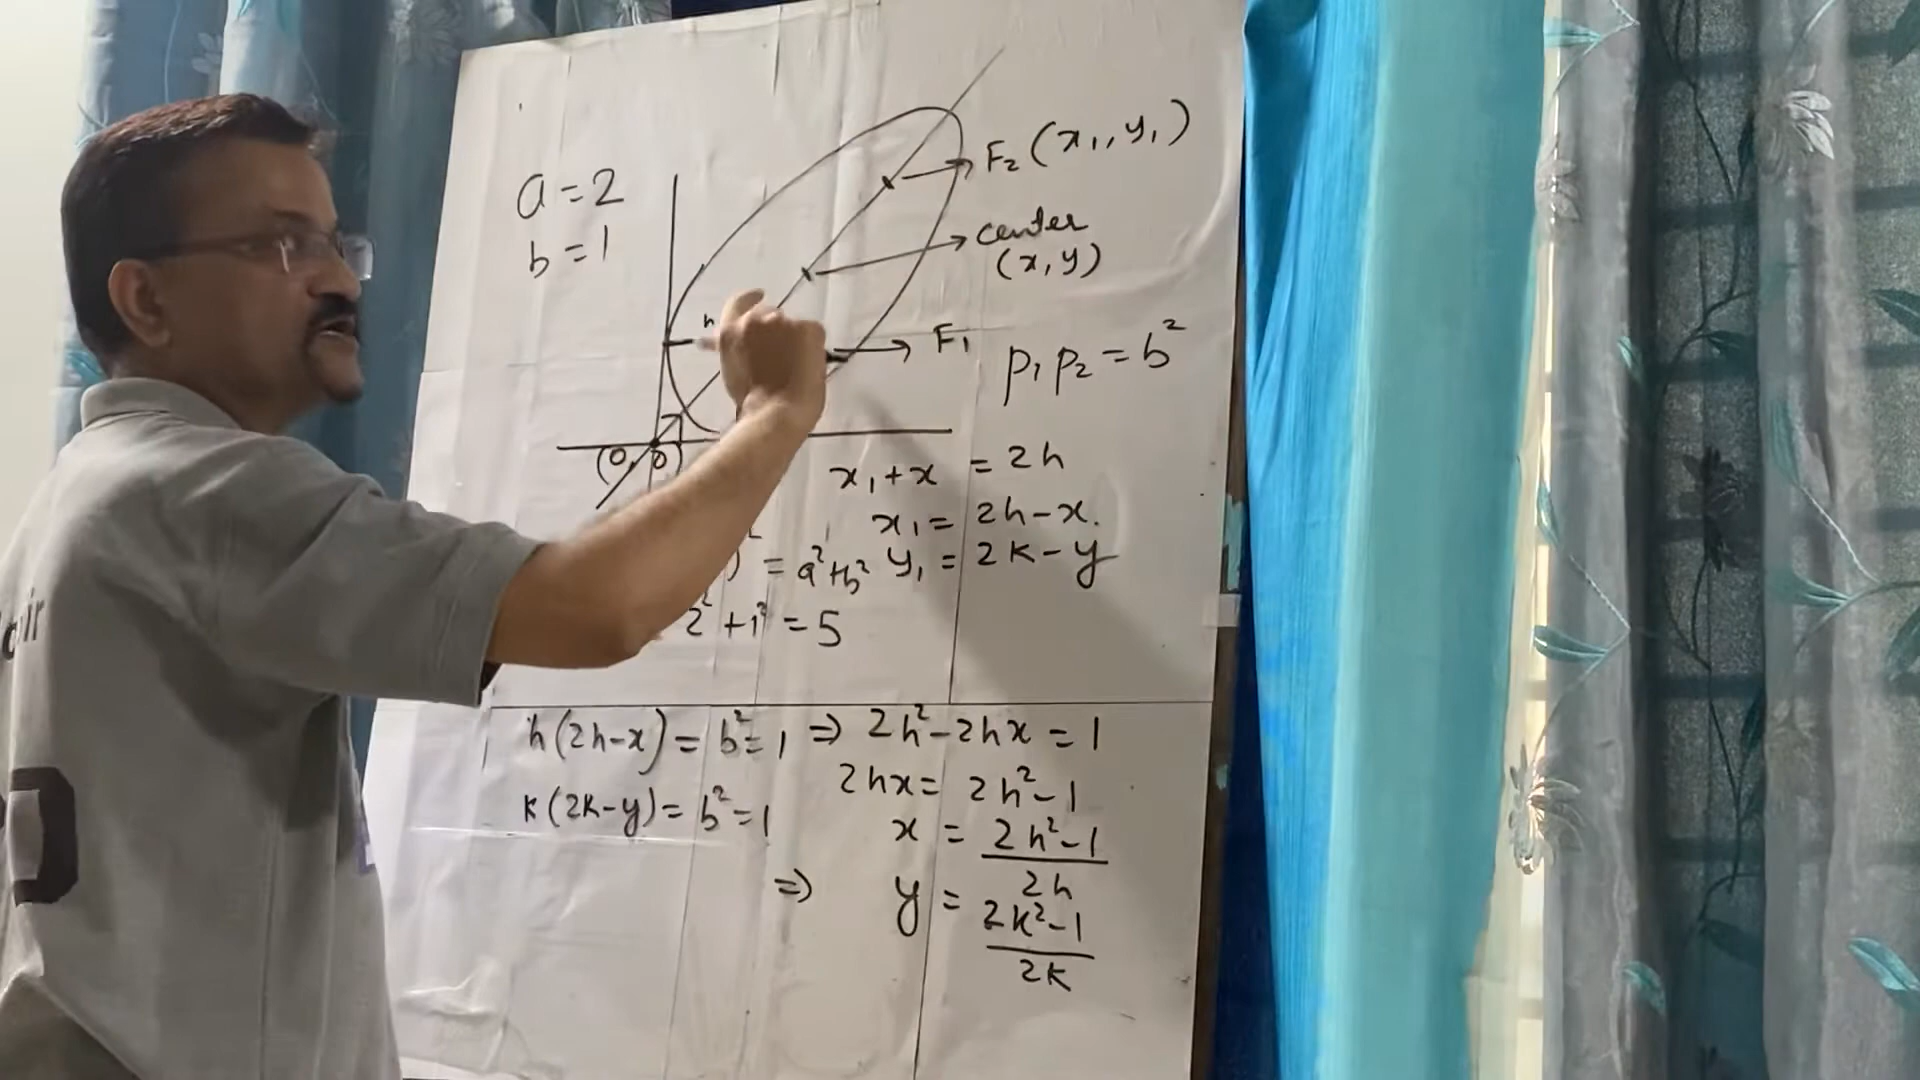 a = 2
b = 1
F₂ (x₁, y₁)
center
(x, y)
h
F₁
p₁ p₂ = b²
(0, 0)
x₁ + x = 2h
x₁ = 2h - x.
= a² + b²
y₁ = 2k - y
2² + 1² = 5
h (2h - x) = b² = 1 ⇒ 2h² - 2hx = 1
2hx = 2h² - 1
k (2k - y) = b² = 1
x = 2h² - 1
2h
⇒ y = 2k² - 1
2k